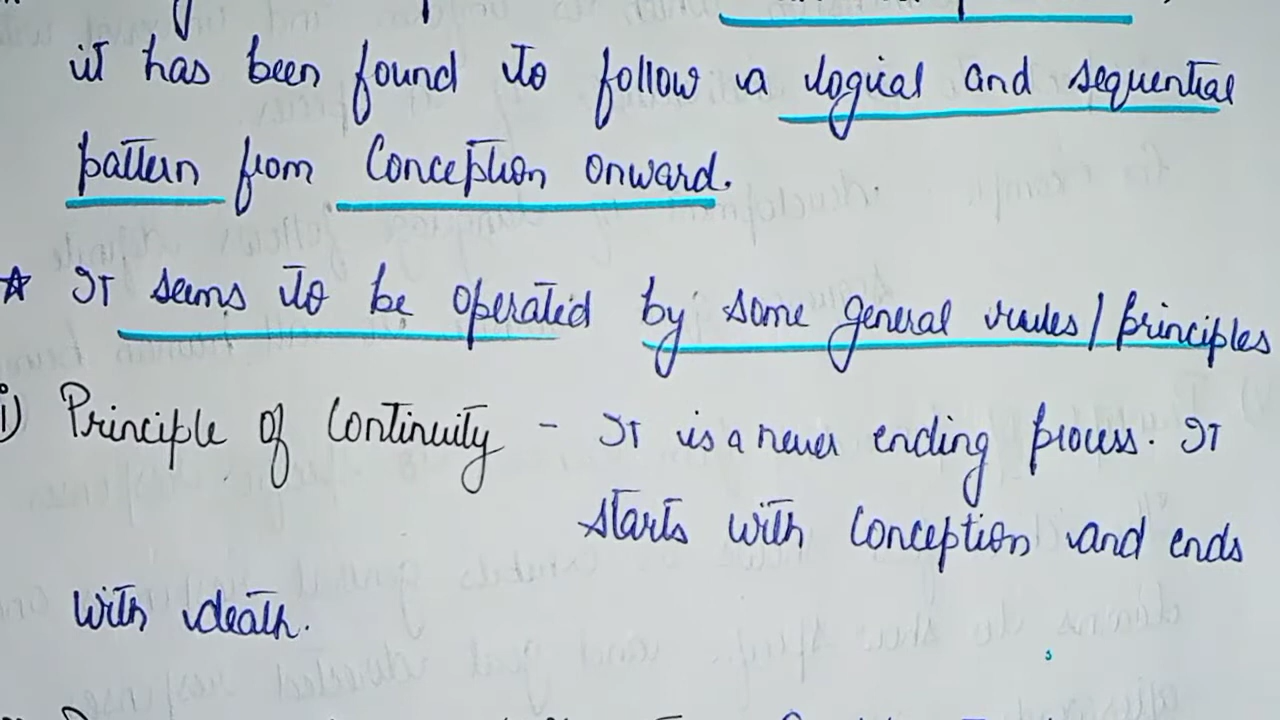 it has been found to follow a logical and sequential
pattern from Conception onward.
☆ It seems to be operated by some general rules/principles
i) Principle of Continuity - It is a never ending process. It
starts with Conception and ends
with death.